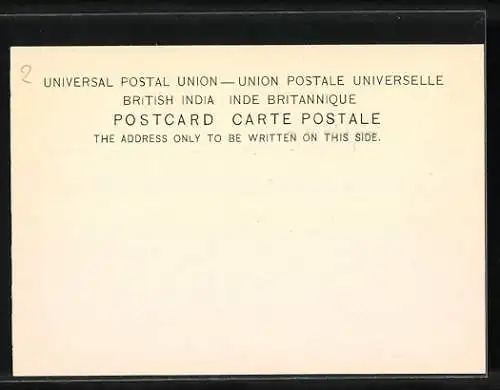 2
UNIVERSAL POSTAL UNION — UNION POSTALE UNIVERSELLE
BRITISH INDIA INDE BRITANNIQUE
POSTCARD CARTE POSTALE
THE ADDRESS ONLY TO BE WRITTEN ON THIS SIDE.